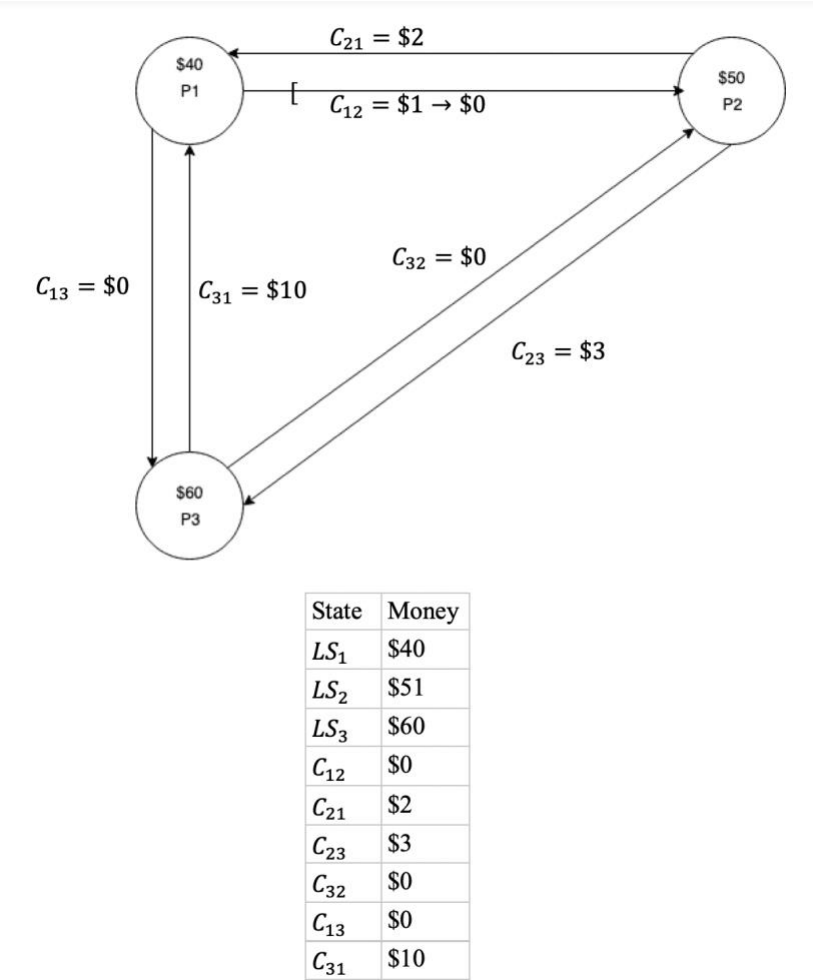 C₂₁ = $2
$40
P1
[
C₁₂ = $1 → $0
$50
P2
C₃₂ = $0
C₁₃ = $0
C₃₁ = $10
C₂₃ = $3
$60
P3
State Money
LS₁ $40
LS₂ $51
LS₃ $60
C₁₂ $0
C₂₁ $2
C₂₃ $3
C₃₂ $0
C₁₃ $0
C₃₁ $10